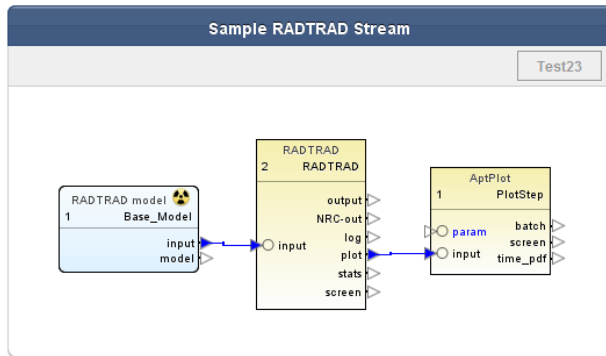 Sample RADTRAD Stream
Test23
RADTRAD model
1 Base_Model
input
model
RADTRAD
2 RADTRAD
output
NRC-out
log
input
plot
stats
screen
AptPlot
1 PlotStep
batch
param
screen
input
time_pdf